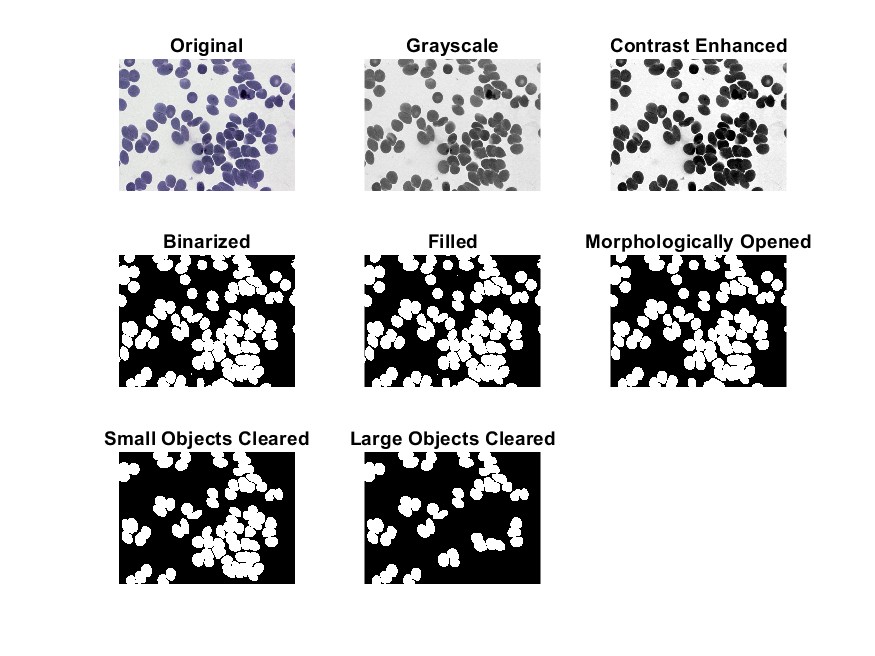 Original
Grayscale
Contrast Enhanced
Binarized
Filled
Morphologically Opened
Small Objects Cleared
Large Objects Cleared